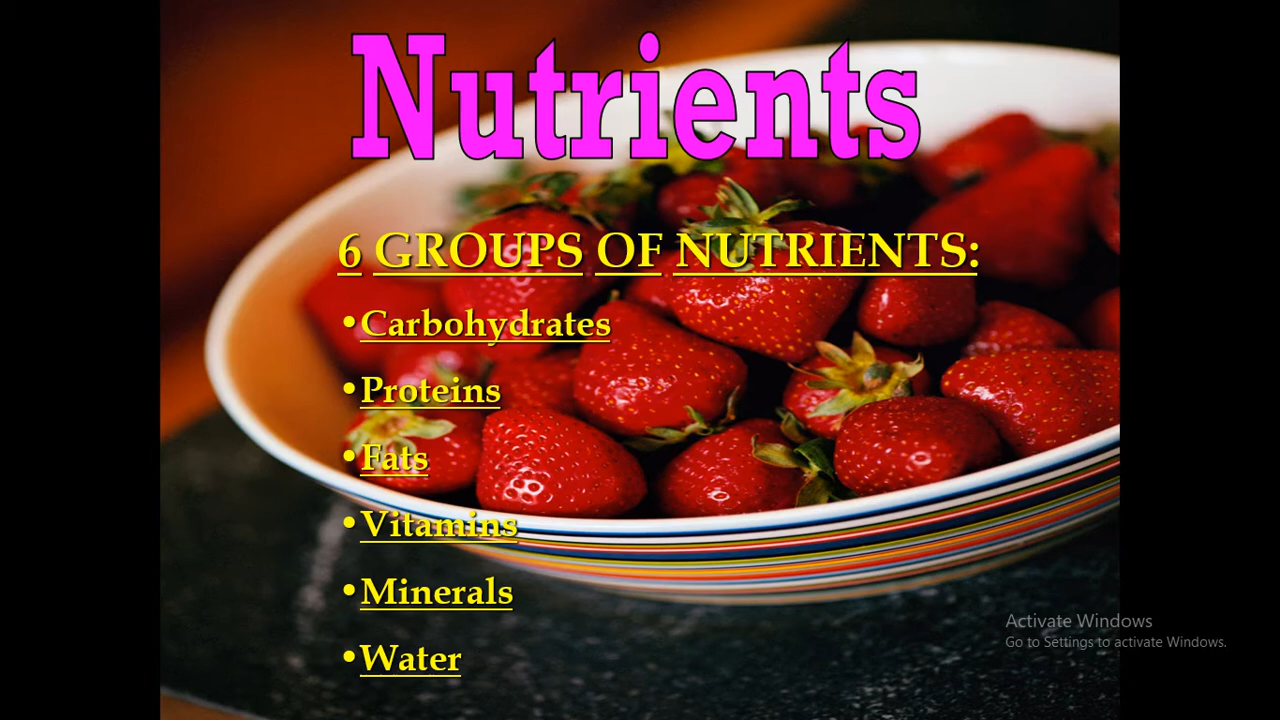 Nutrients
6 GROUPS OF NUTRIENTS:
•Carbohydrates
•Proteins
•Fats
•Vitamins
•Minerals
•Water
Activate Windows
Go to Settings to activate Windows.